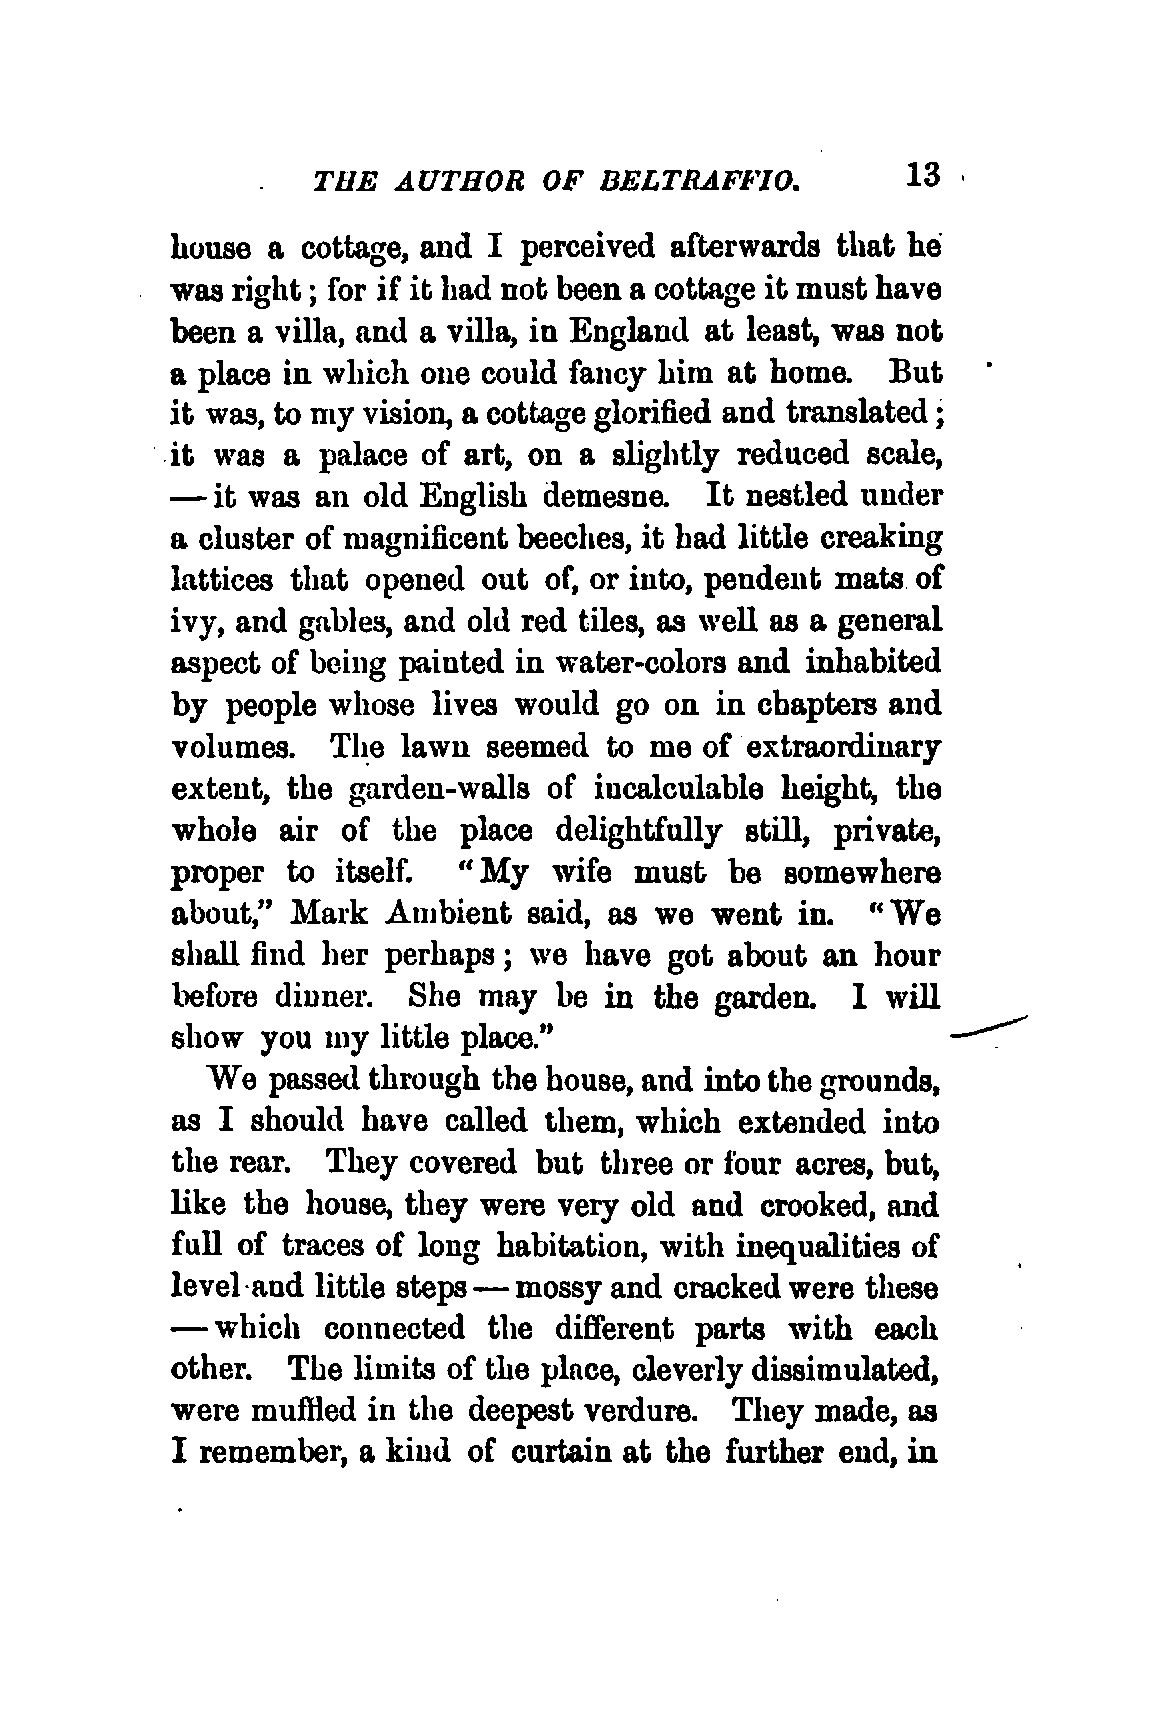 THE AUTHOR OF BELTRAFFIO. 13
house a cottage, and I perceived afterwards that he
was right; for if it had not been a cottage it must have
been a villa, and a villa, in England at least, was not
a place in which one could fancy him at home. But
it was, to my vision, a cottage glorified and translated;
it was a palace of art, on a slightly reduced scale,
— it was an old English demesne. It nestled under
a cluster of magnificent beeches, it had little creaking
lattices that opened out of, or into, pendent mats of
ivy, and gables, and old red tiles, as well as a general
aspect of being painted in water-colors and inhabited
by people whose lives would go on in chapters and
volumes. The lawn seemed to me of extraordinary
extent, the garden-walls of incalculable height, the
whole air of the place delightfully still, private,
proper to itself. “My wife must be somewhere
about,” Mark Ambient said, as we went in. “We
shall find her perhaps; we have got about an hour
before dinner. She may be in the garden. I will
show you my little place.”
We passed through the house, and into the grounds,
as I should have called them, which extended into
the rear. They covered but three or four acres, but,
like the house, they were very old and crooked, and
full of traces of long habitation, with inequalities of
level and little steps — mossy and cracked were these
— which connected the different parts with each
other. The limits of the place, cleverly dissimulated,
were muffled in the deepest verdure. They made, as
I remember, a kind of curtain at the further end, in